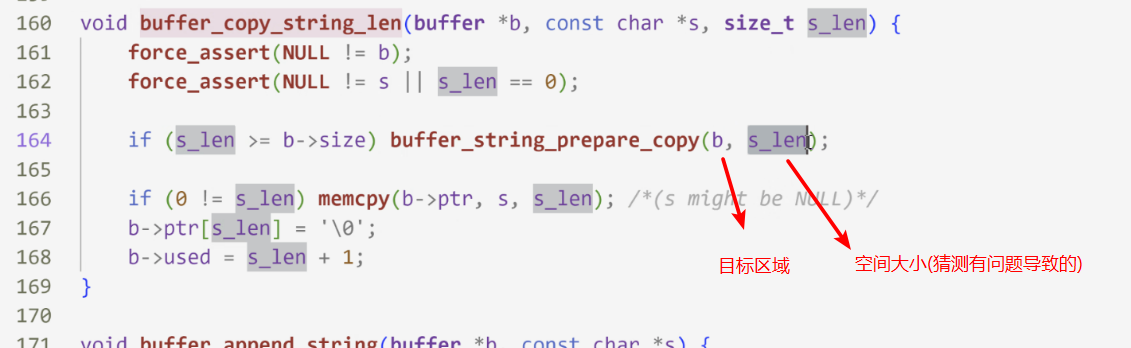 160 void buffer_copy_string_len(buffer *b, const char *s, size_t s_len) {
161 force_assert(NULL != b);
162 force_assert(NULL != s || s_len == 0);
163
164 if (s_len >= b->size) buffer_string_prepare_copy(b, s_len);
165
166 if (0 != s_len) memcpy(b->ptr, s, s_len); /*(s might be NULL)*/
167 b->ptr[s_len] = '\0';
168 b->used = s_len + 1;
目标区域 空间大小(猜测有问题导致的)
169 }
170
171 void buffer_append_string(buffer *b, const char *s) {